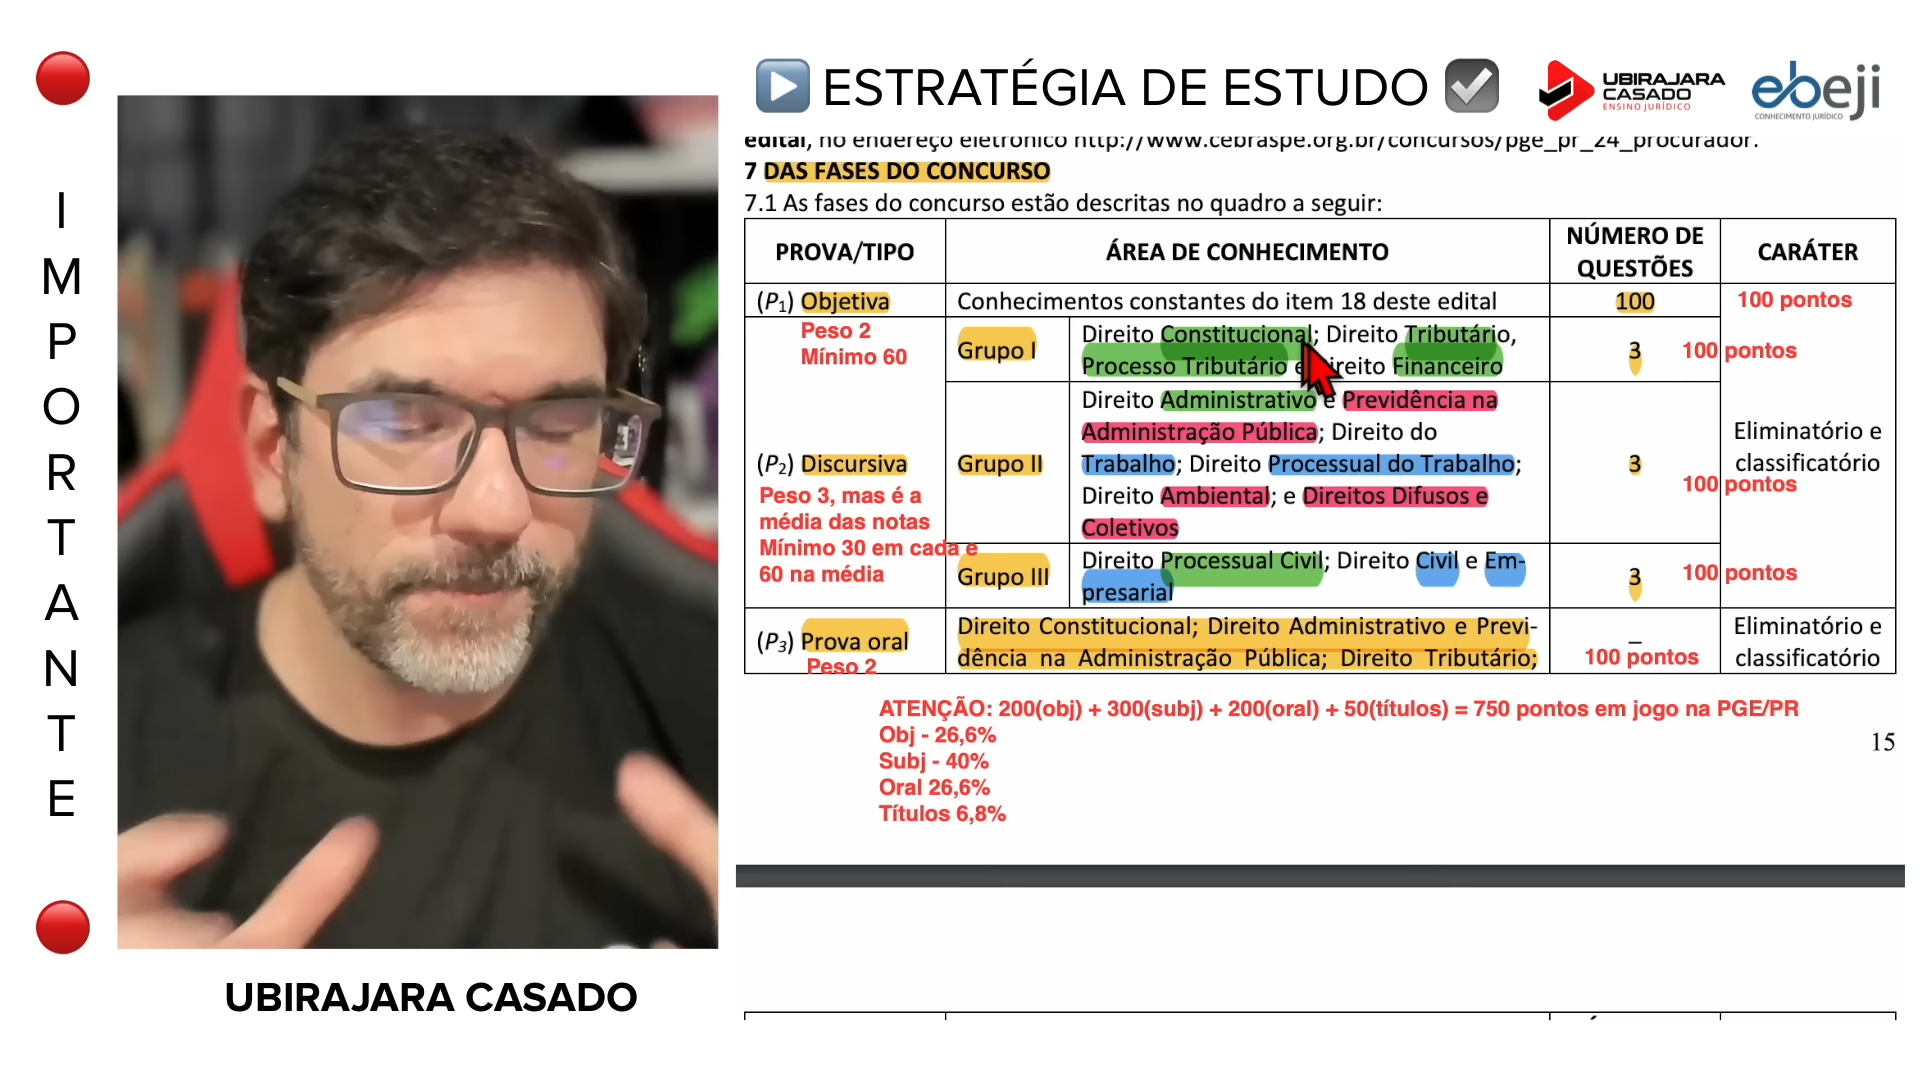 ESTRATÉGIA DE ESTUDO
UBIRAJARA
CASADO
ENSINO JURÍDICO
ebeji
CONHECIMENTO JURÍDICO
IMPORTANTE
UBIRAJARA CASADO
edital, no endereço eletrônico http://www.cebraspe.org.br/concursos/pge_pr_24_procurador.
7 DAS FASES DO CONCURSO
7.1 As fases do concurso estão descritas no quadro a seguir:
PROVA/TIPO
ÁREA DE CONHECIMENTO
NÚMERO DE
QUESTÕES
CARÁTER
(P1) Objetiva
Conhecimentos constantes do item 18 deste edital
100
100 pontos
Peso 2
Mínimo 60
Grupo I
Direito Constitucional; Direito Tributário,
Processo Tributário e Direito Financeiro
3
100 pontos
(P2) Discursiva
Peso 3, mas é a
média das notas
Mínimo 30 em cada e
60 na média
Grupo II
Direito Administrativo e Previdência na
Administração Pública; Direito do
Trabalho; Direito Processual do Trabalho;
Direito Ambiental; e Direitos Difusos e
Coletivos
3
100 pontos
Eliminatório e
classificatório
Grupo III
Direito Processual Civil; Direito Civil e Em-
presarial
3
100 pontos
(P3) Prova oral
Peso 2
Direito Constitucional; Direito Administrativo e Previ-
dência na Administração Pública; Direito Tributário;
–
100 pontos
Eliminatório e
classificatório
ATENÇÃO: 200(obj) + 300(subj) + 200(oral) + 50(títulos) = 750 pontos em jogo na PGE/PR
Obj - 26,6%
Subj - 40%
Oral 26,6%
Títulos 6,8%
15